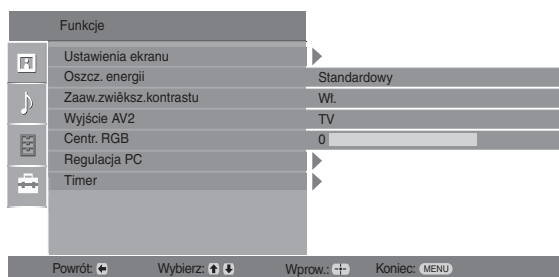 Funkcje
Ustawienia ekranu
Oszcz. energii Standardowy
Zaaw.zwiêksz.kontrastu Wł.
Wyjście AV2 TV
Centr. RGB 0
Regulacja PC
Timer
Powrót: Wybierz: Wprow.: Koniec: MENU